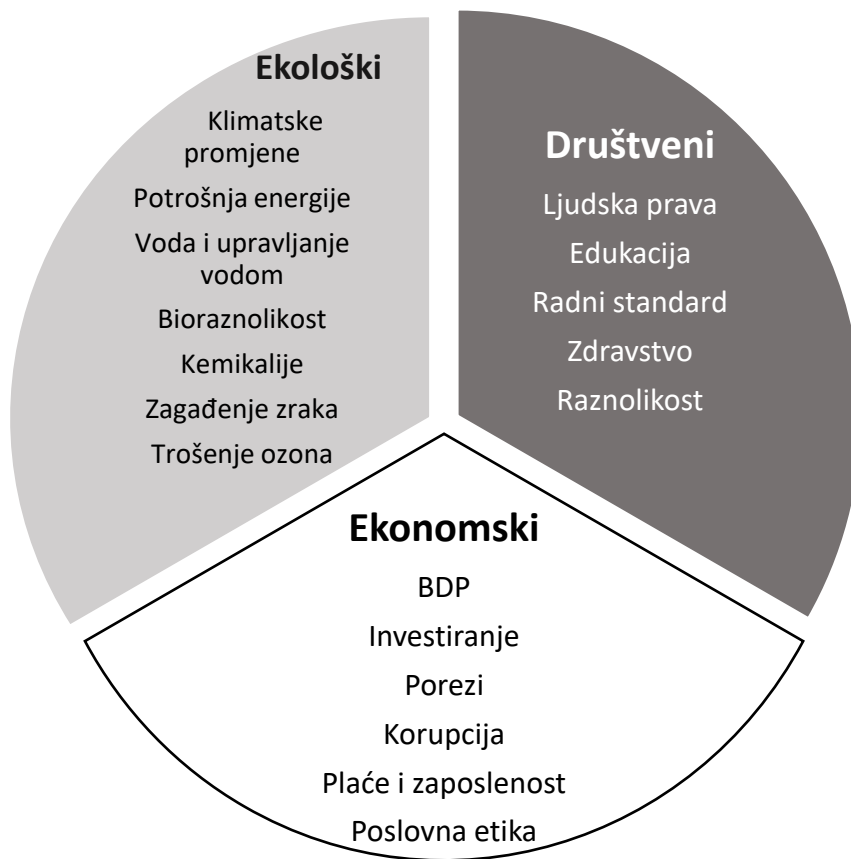 Ekološki
Klimatske
promjene
Potrošnja energije
Voda i upravljanje
vodom
Bioraznolikost
Kemikalije
Zagađenje zraka
Trošenje ozona
Društveni
Ljudska prava
Edukacija
Radni standard
Zdravstvo
Raznolikost
Ekonomski
BDP
Investiranje
Porezi
Korupcija
Plaće i zaposlenost
Poslovna etika